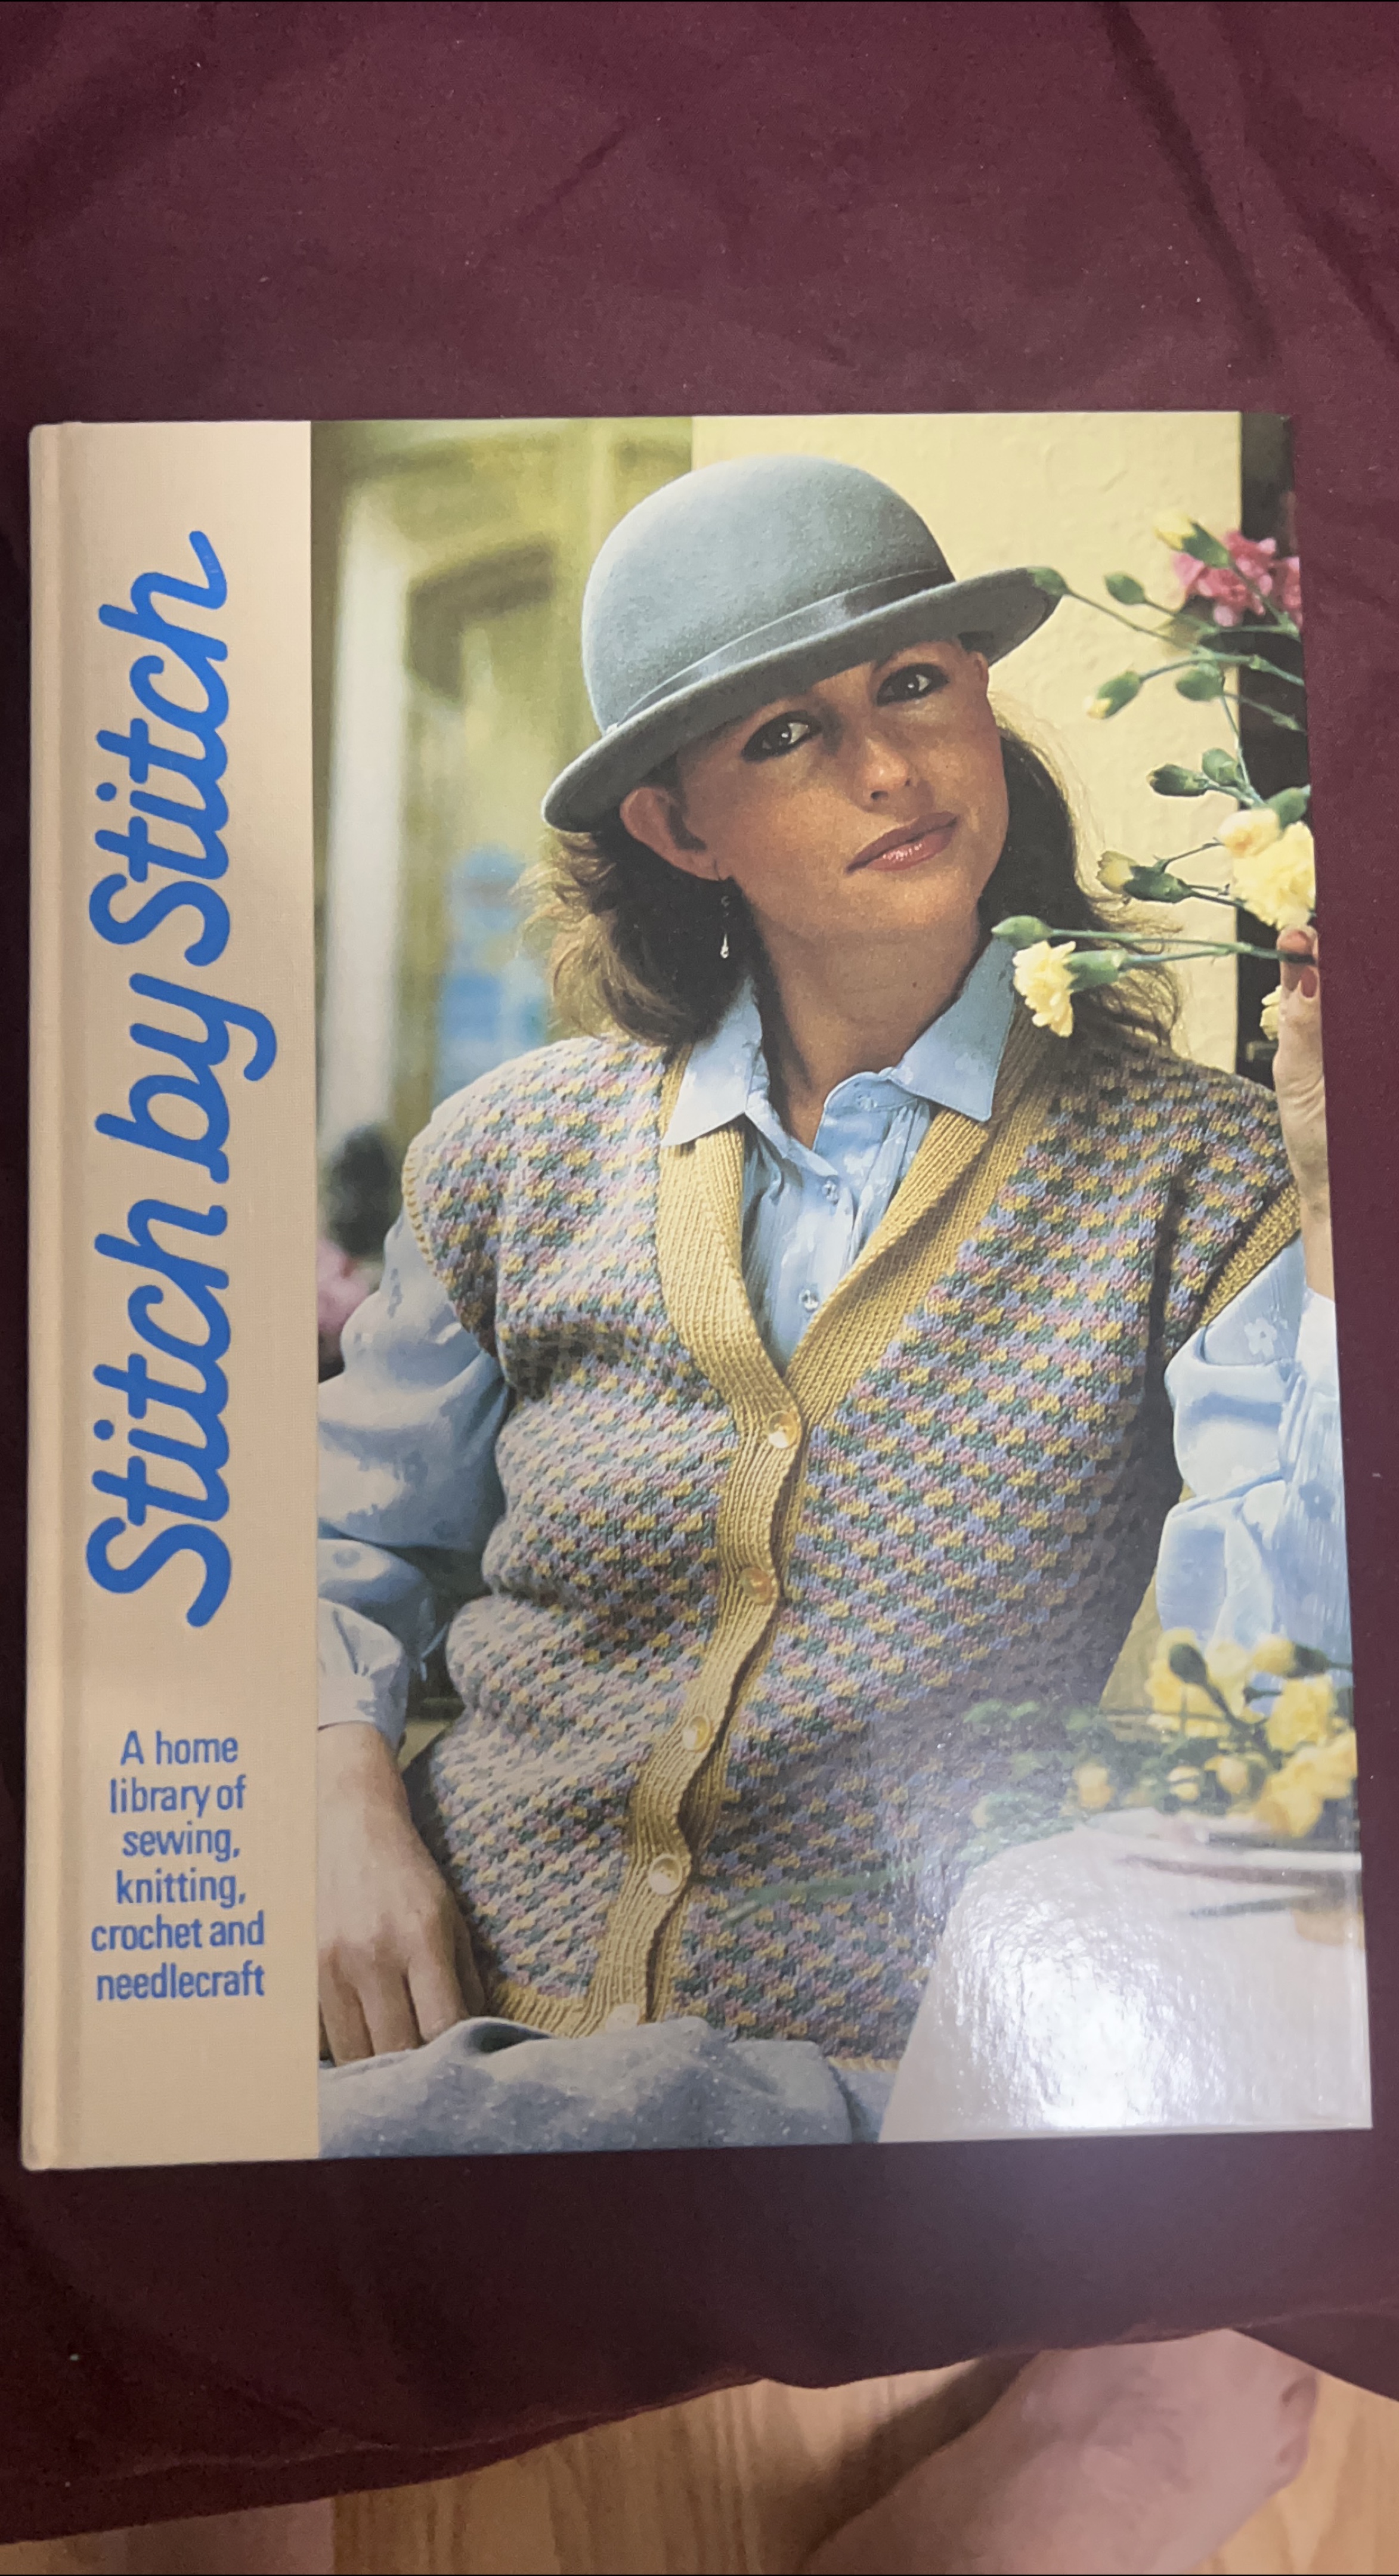 Stitch by Stitch
A home
library of
sewing,
knitting,
crochet and
needlecraft